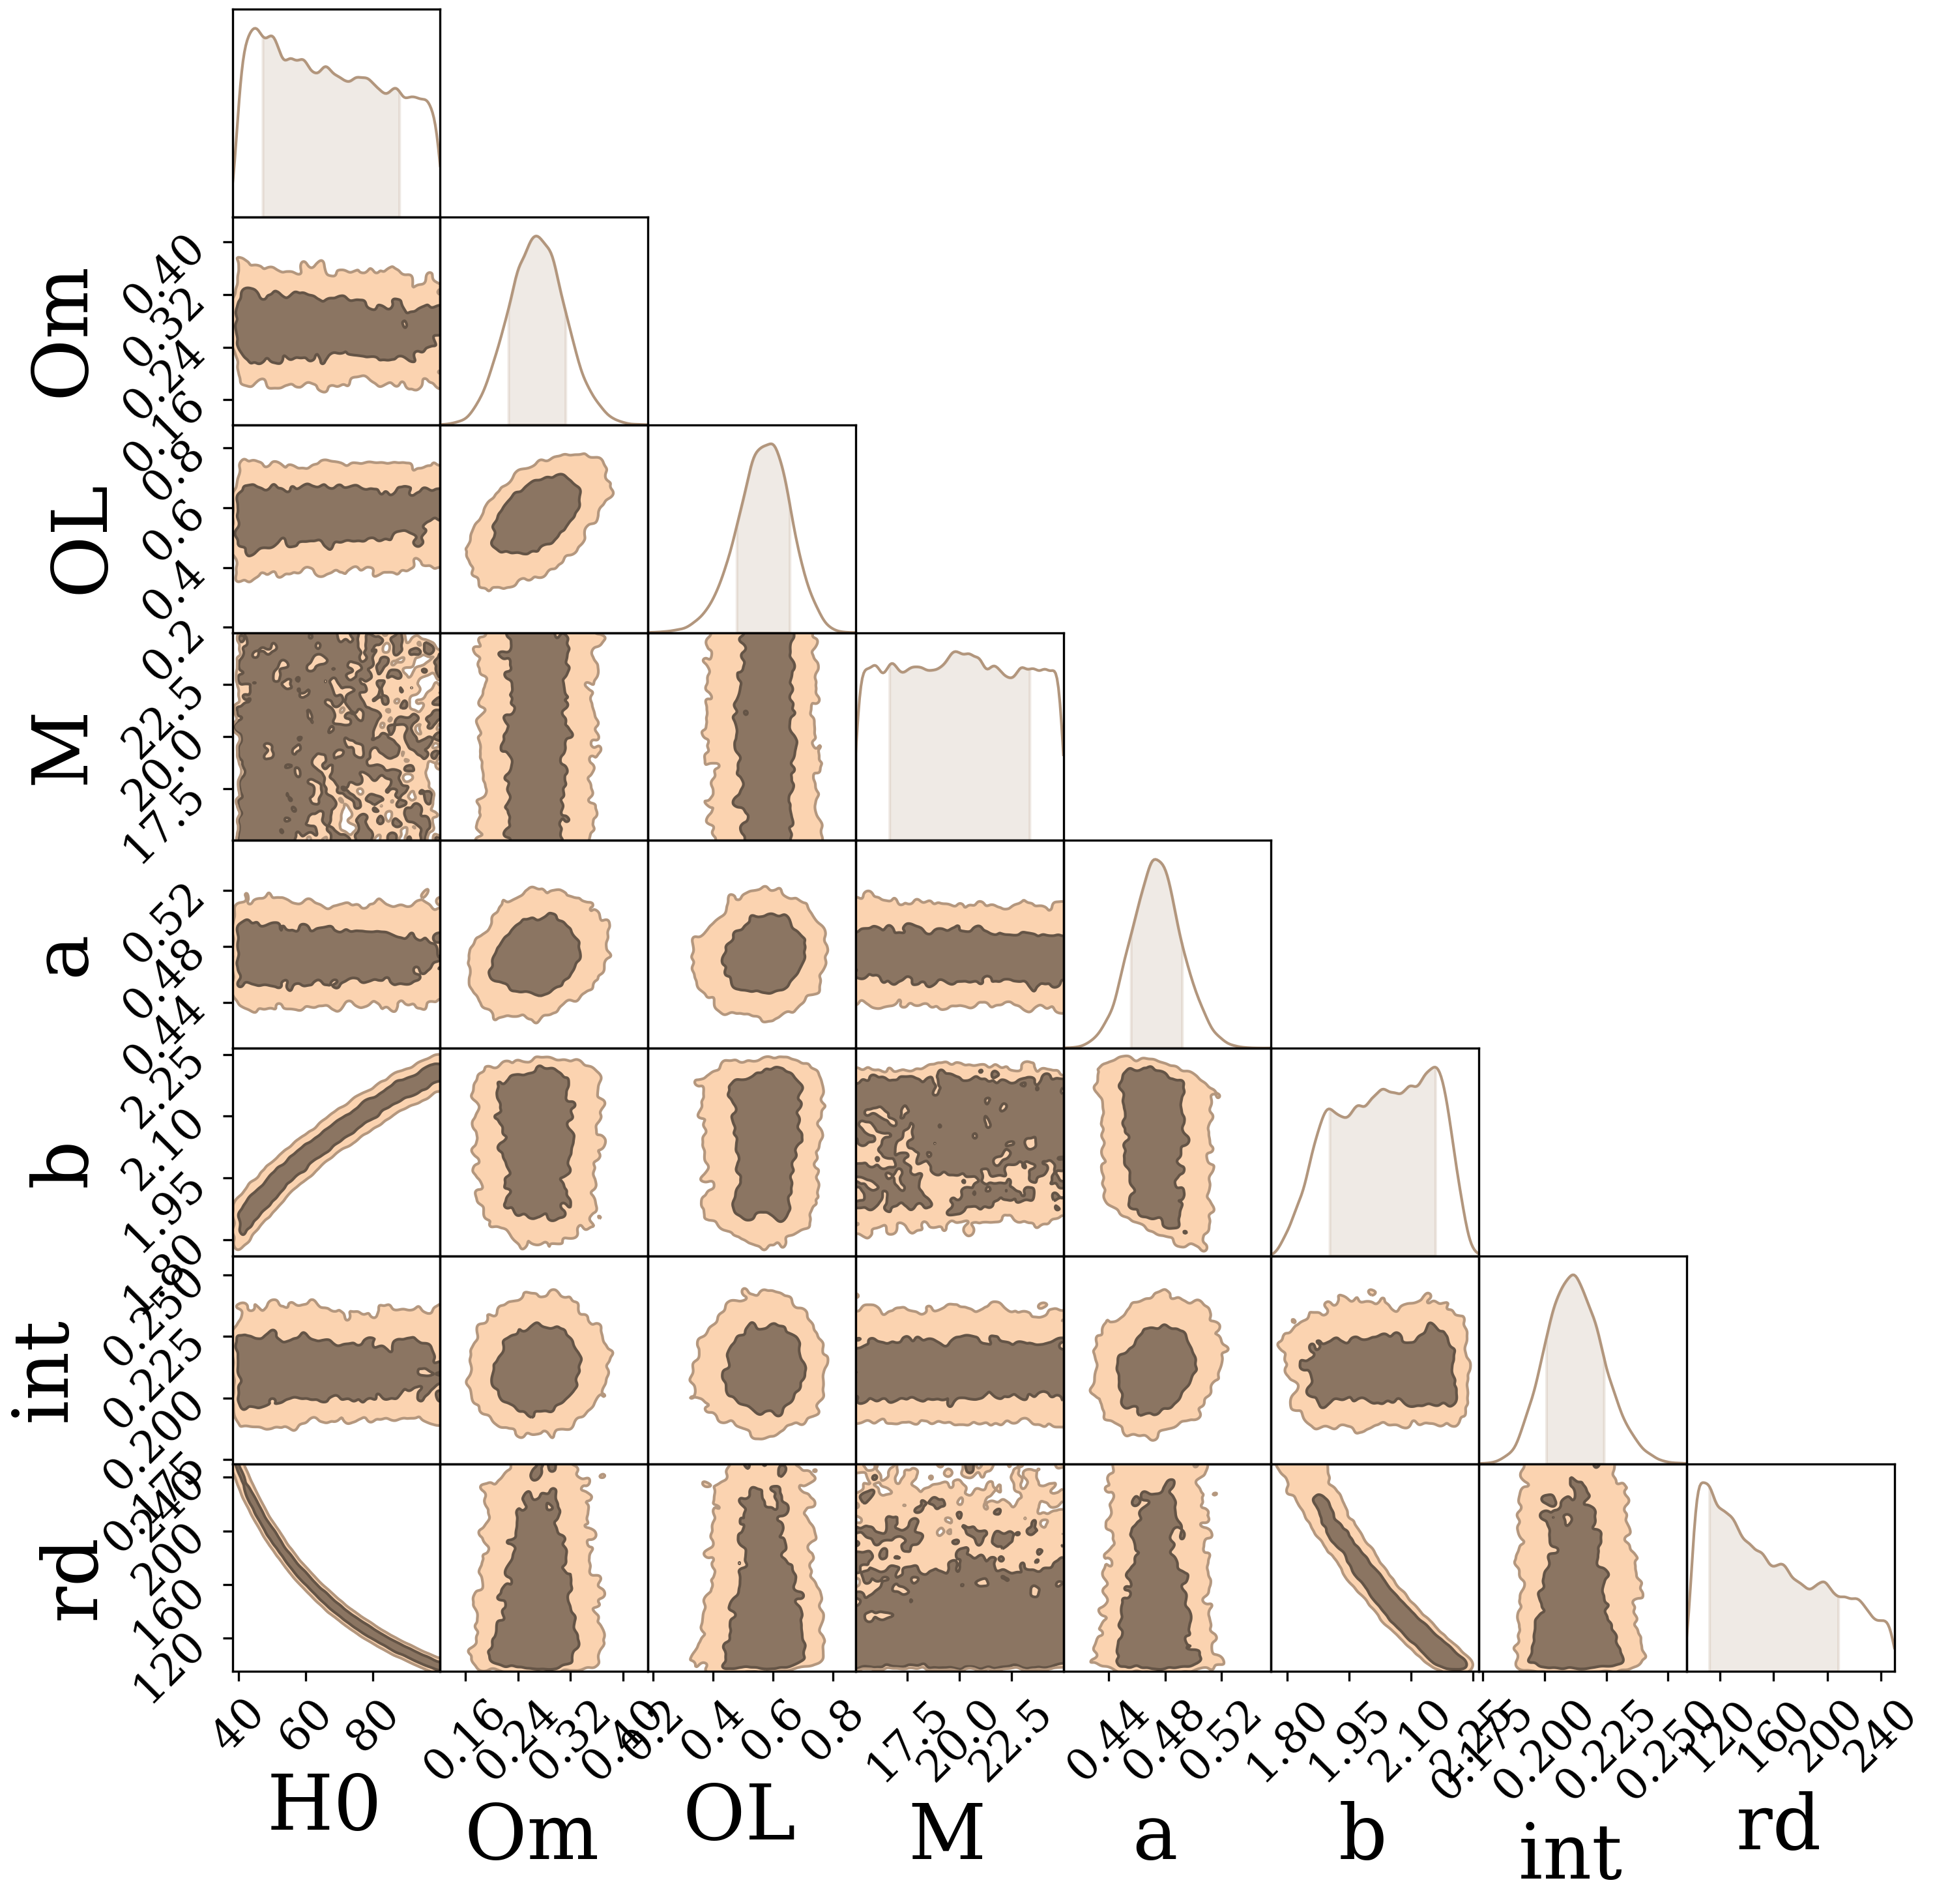 Om
0.40
0.32
0.24
0.16
OL
0.8
0.6
0.4
0.2
M
22.5
20.0
17.5
a
0.52
0.48
0.44
b
2.25
2.10
1.95
1.80
int
0.250
0.225
0.200
0.175
rd
240
200
160
120
40 60 80
0.16 0.24 0.32 0.40
0.2 0.4 0.6 0.8
17.5 20.0 22.5
0.44 0.48 0.52
1.80 1.95 2.10 2.25
0.175 0.200 0.225 0.250
120 160 200 240
H0 Om OL M a b int rd